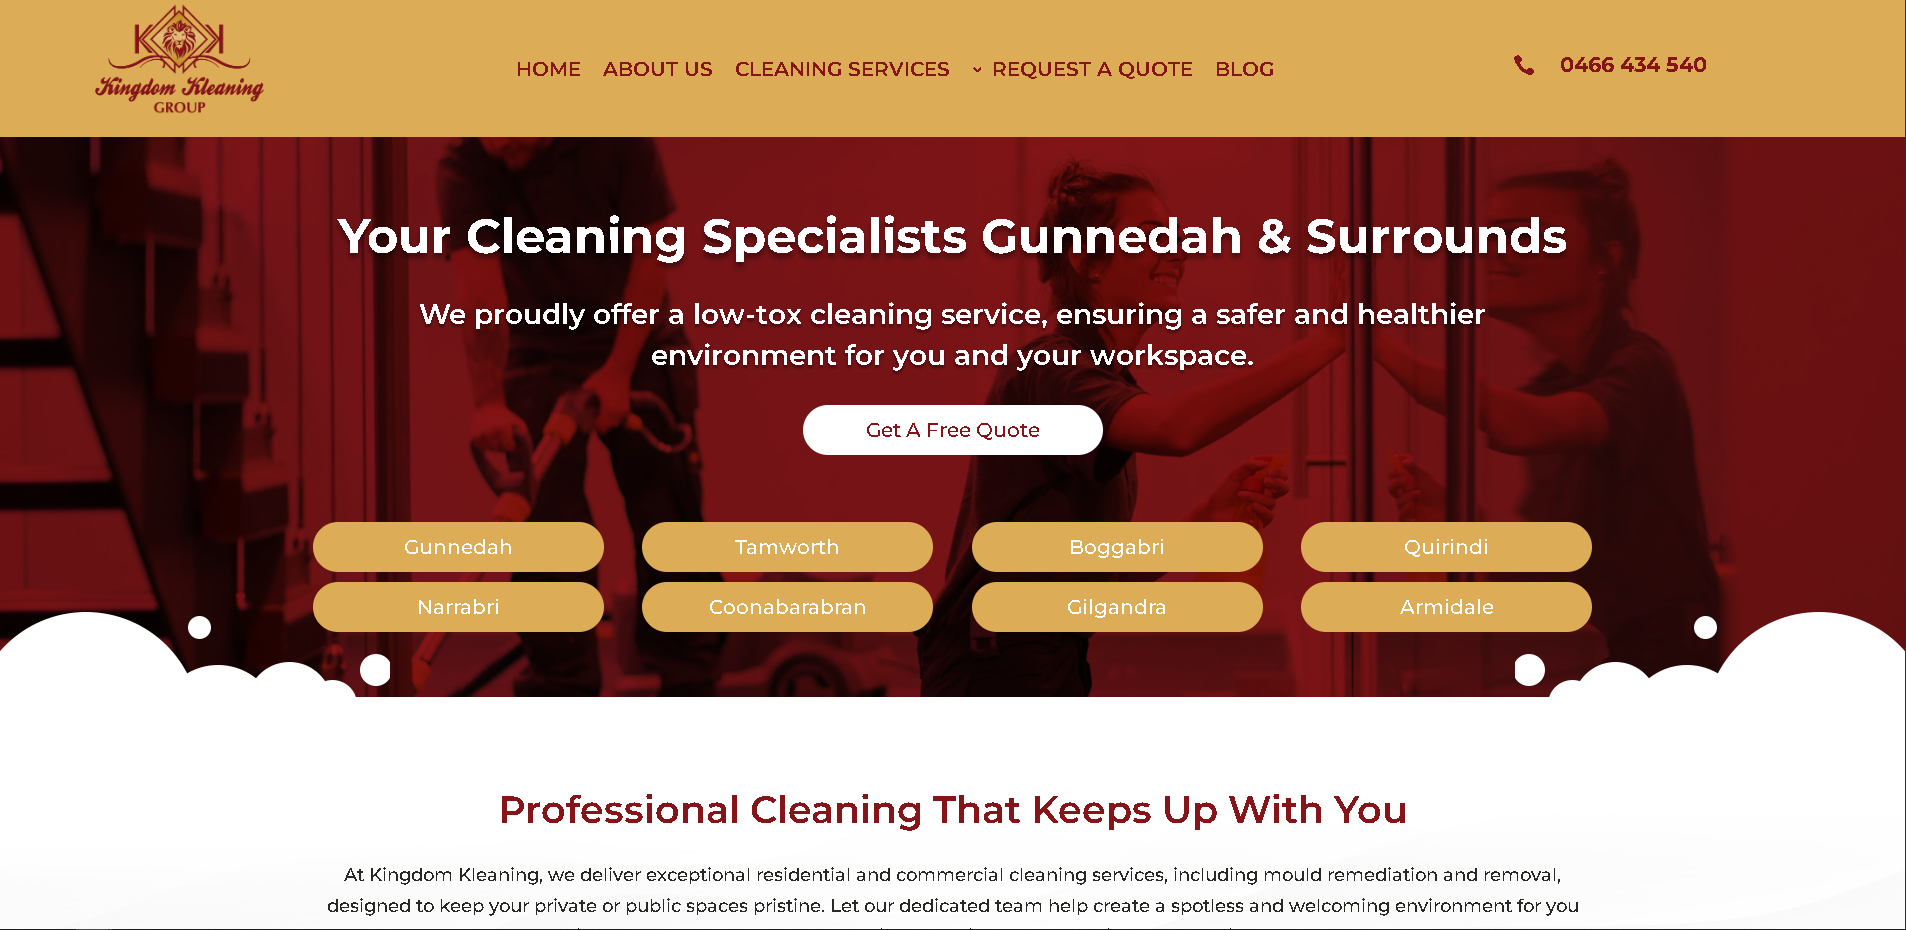 KK
Kingdom Kleaning
GROUP
HOME ABOUT US CLEANING SERVICES REQUEST A QUOTE BLOG
0466 434 540
Your Cleaning Specialists Gunnedah & Surrounds
We proudly offer a low-tox cleaning service, ensuring a safer and healthier
environment for you and your workspace.
Get A Free Quote
Gunnedah Tamworth Boggabri Quirindi
Narrabri Coonabarabran Gilgandra Armidale
Professional Cleaning That Keeps Up With You
At Kingdom Kleaning, we deliver exceptional residential and commercial cleaning services, including mould remediation and removal,
designed to keep your private or public spaces pristine. Let our dedicated team help create a spotless and welcoming environment for you